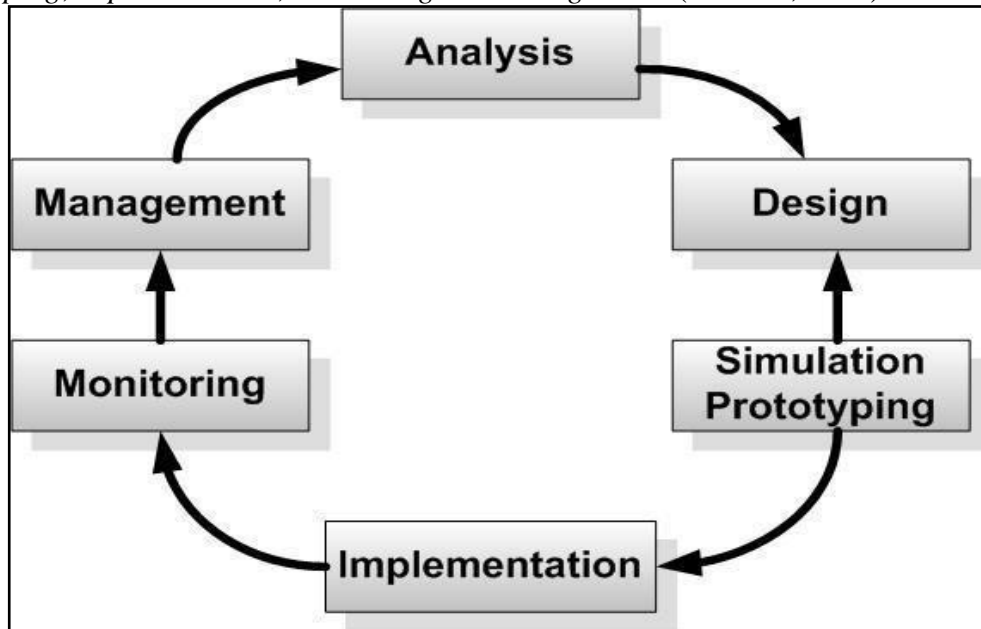 Analysis
Management
Design
Monitoring
Simulation
Prototyping
Implementation